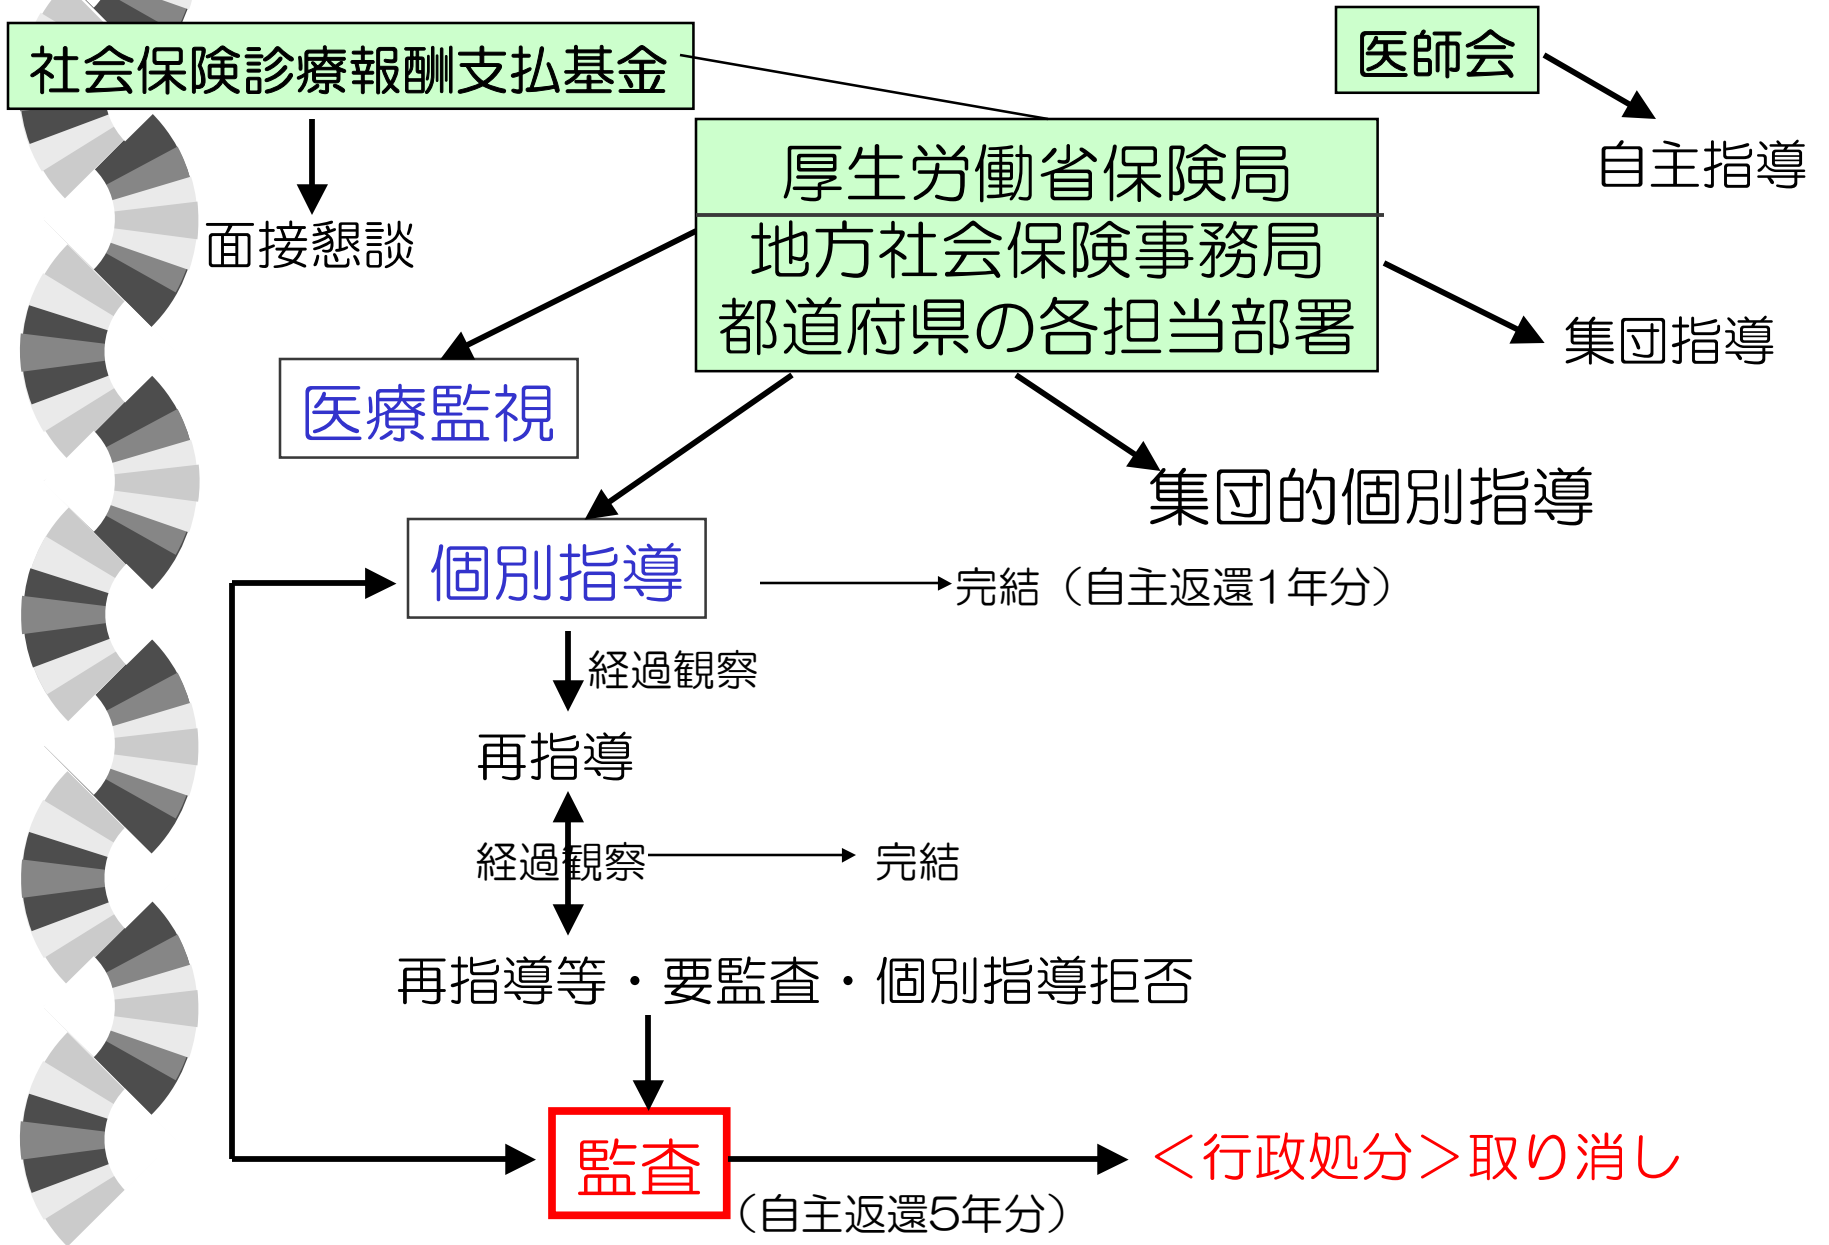 社会保険診療報酬支払基金
医師会
自主指導
厚生労働省保険局
地方社会保険事務局
都道府県の各担当部署
面接懇談
集団指導
医療監視
集団的個別指導
個別指導
完結（自主返還1年分）
経過観察
再指導
経過観察
完結
再指導等・要監査・個別指導拒否
監査
＜行政処分＞取り消し
（自主返還5年分）